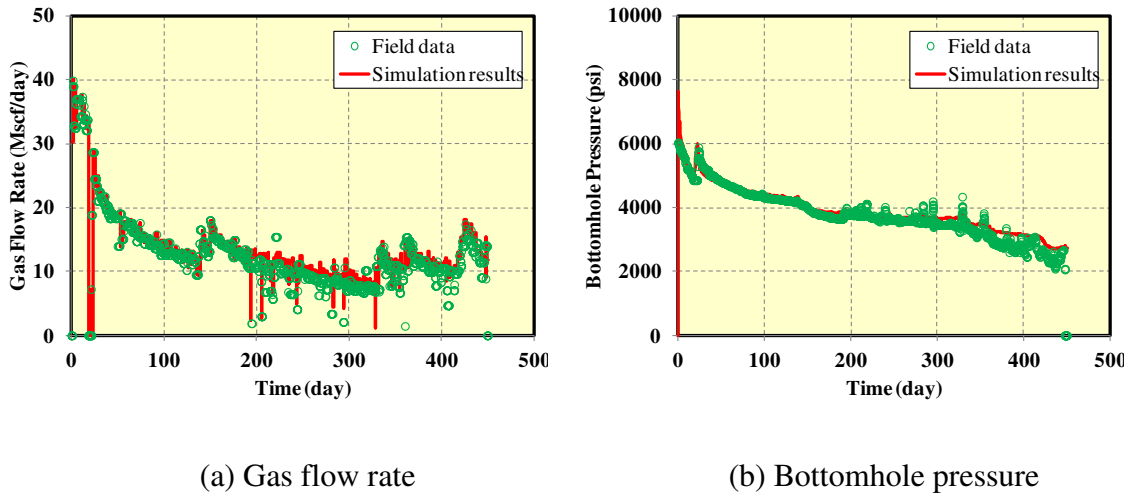 50
40
30
20
10
0
Gas Flow Rate (Mscf/day)
Field data
Simulation results
0 100 200 300 400 500
Time (day)
10000
8000
6000
4000
2000
0
Bottomhole Pressure (psi)
Field data
Simulation results
0 100 200 300 400 500
Time (day)
(a) Gas flow rate
(b) Bottomhole pressure